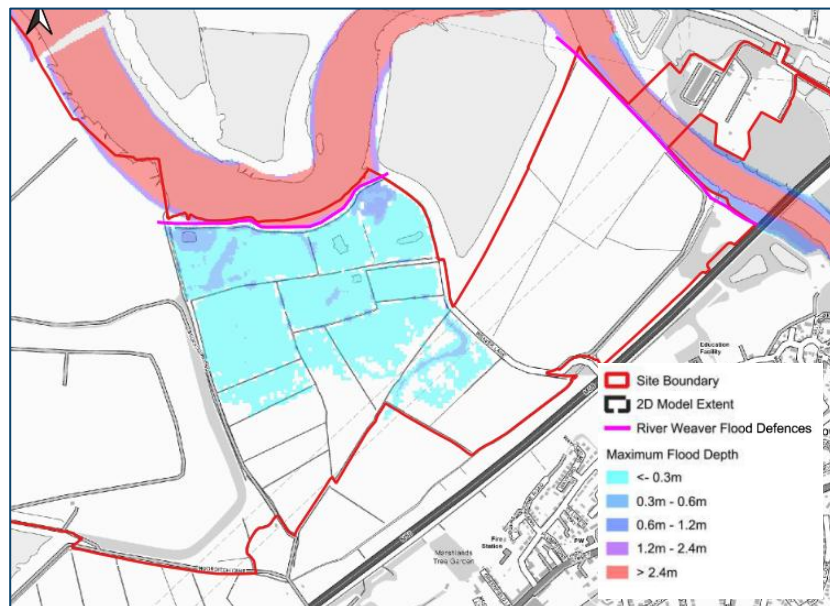 Education
Facility
Site Boundary
2D Model Extent
River Weaver Flood Defences
Maximum Flood Depth
<- 0.3m
0.3m - 0.6m
0.6m - 1.2m
1.2m - 2.4m
> 2.4m
Fire
Station
Marshlands
Tree Garden